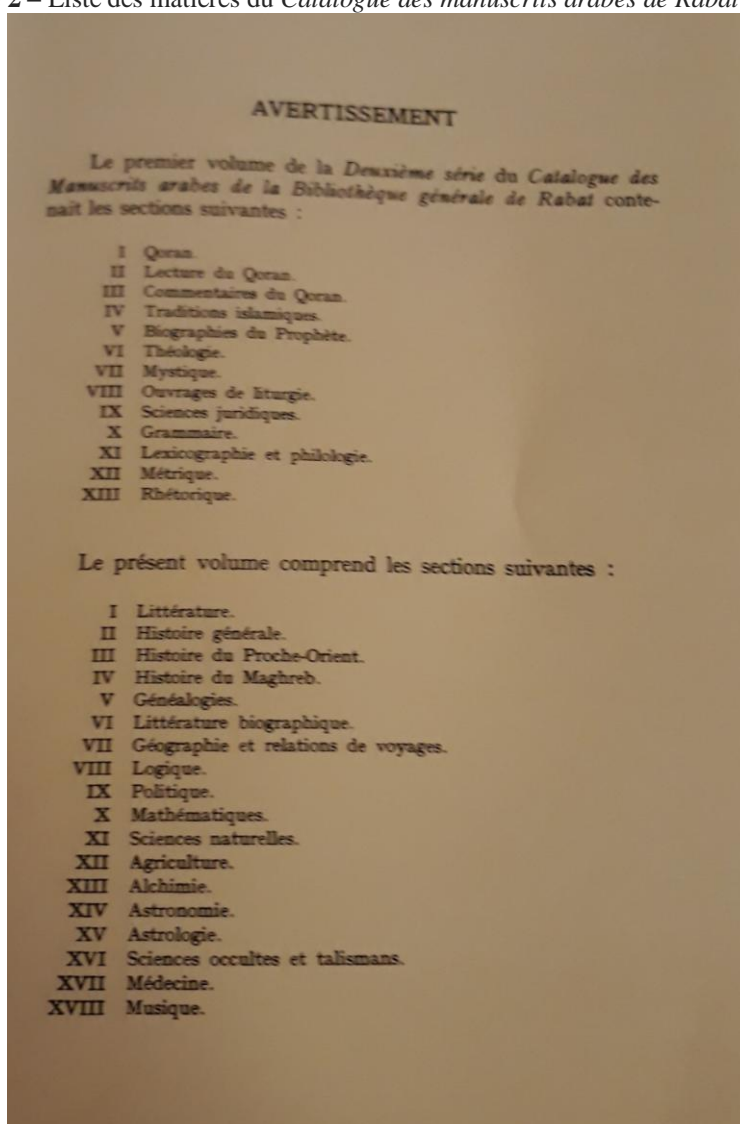 2 – Liste des matières du Catalogue des manuscrits arabes de Rabat
AVERTISSEMENT
Le premier volume de la Deuxième série du Catalogue des
Manuscrits arabes de la Bibliothèque générale de Rabat conte-
nait les sections suivantes :
I Qoran.
II Lecture du Qoran.
III Commentaires du Qoran.
IV Traditions islamiques.
V Biographies du Prophète.
VI Théologie.
VII Mystique.
VIII Ouvrages de liturgie.
IX Sciences juridiques.
X Grammaire.
XI Lexicographie et philologie.
XII Métrique.
XIII Rhétorique.
Le présent volume comprend les sections suivantes :
I Littérature.
II Histoire générale.
III Histoire du Proche-Orient.
IV Histoire du Maghreb.
V Généalogies.
VI Littérature biographique.
VII Géographie et relations de voyages.
VIII Logique.
IX Politique.
X Mathématiques.
XI Sciences naturelles.
XII Agriculture.
XIII Alchimie.
XIV Astronomie.
XV Astrologie.
XVI Sciences occultes et talismans.
XVII Médecine.
XVIII Musique.